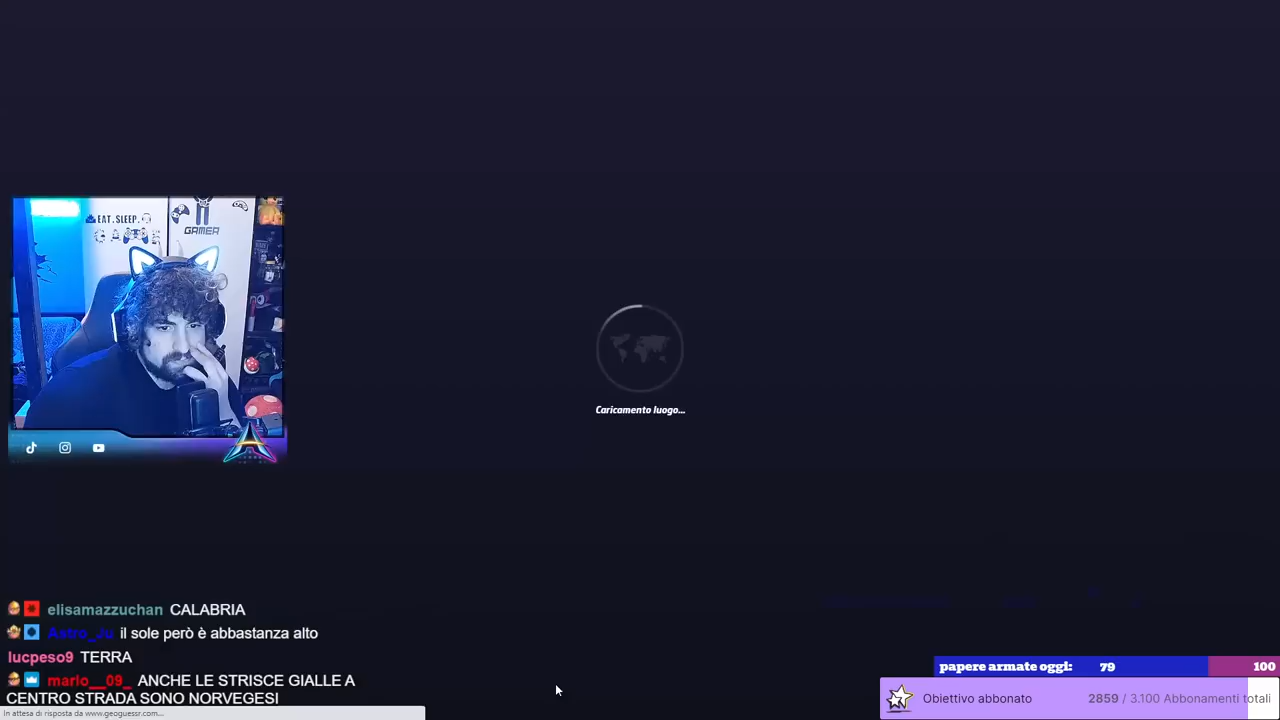 EAT.SLEEP.
GAMER
Caricamento luogo...
elisamazzuchan CALABRIA
Astro_Ju il sole però è abbastanza alto
lucpeso9 TERRA
marlo__09_ ANCHE LE STRISCE GIALLE A
CENTRO STRADA SONO NORVEGESI
In attesa di risposta da www.geoguessr.com...
papere armate oggi: 79 100
Obiettivo abbonato 2859 / 3.100 Abbonamenti totali